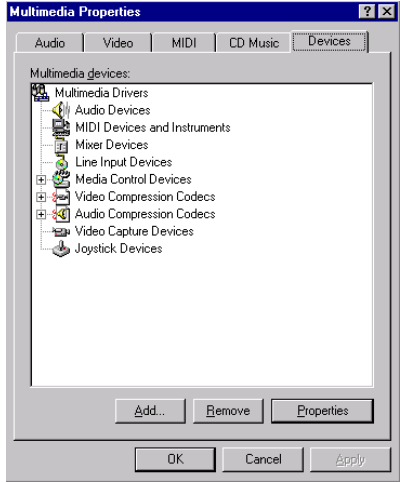 Multimedia Properties
Audio Video MIDI CD Music Devices
Multimedia devices:
Multimedia Drivers
Audio Devices
MIDI Devices and Instruments
Mixer Devices
Line Input Devices
Media Control Devices
Video Compression Codecs
Audio Compression Codecs
Video Capture Devices
Joystick Devices
Add... Remove Properties
OK Cancel Apply